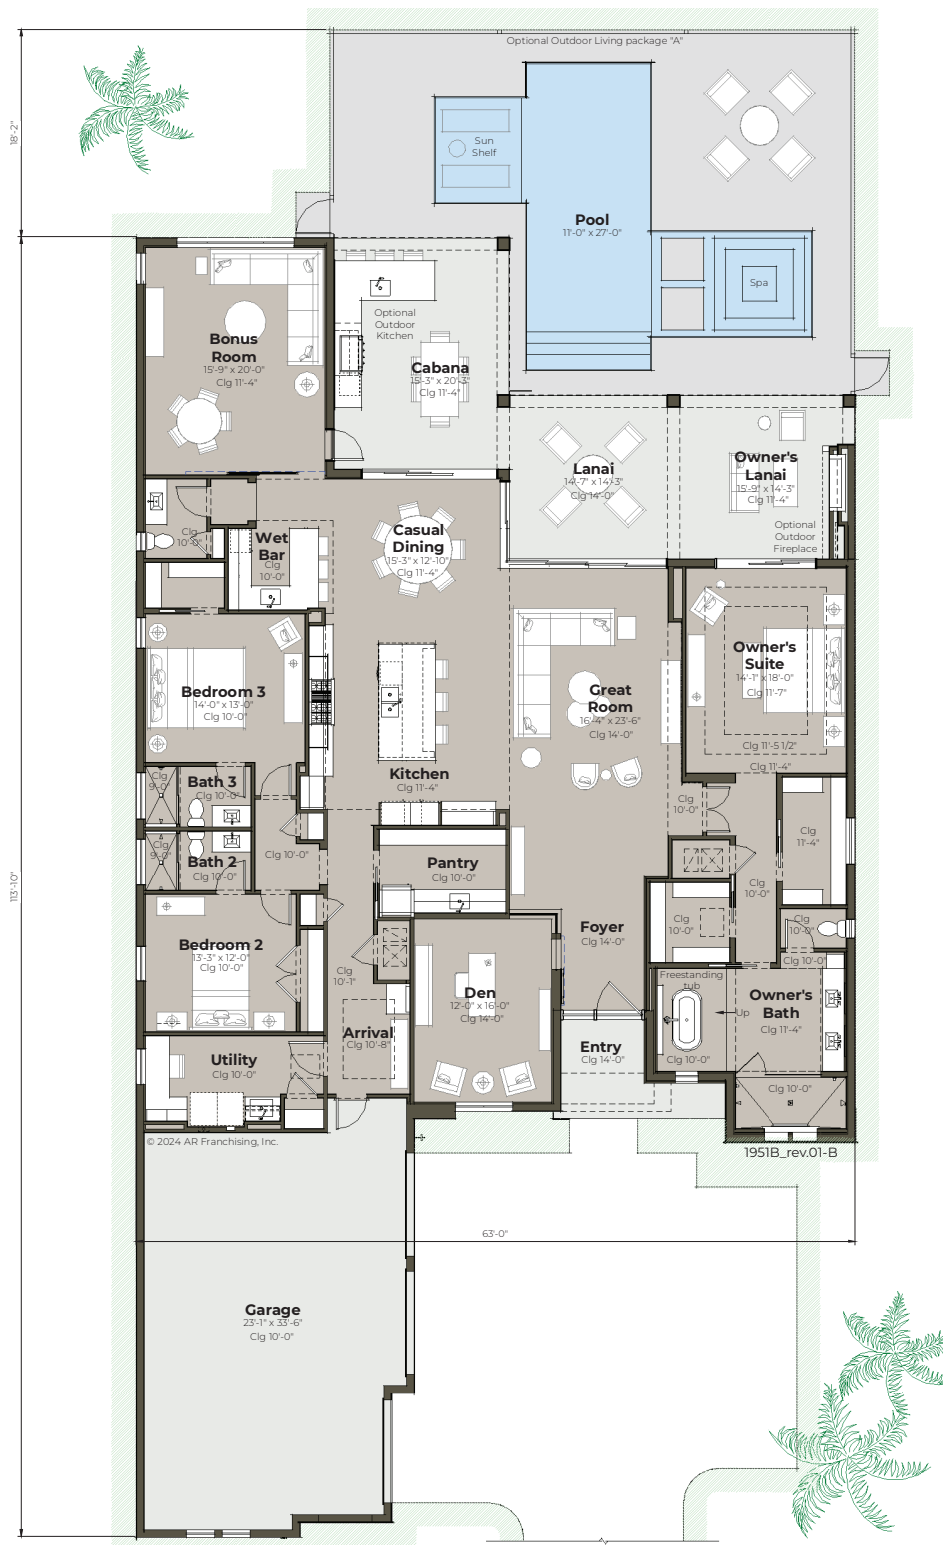 Optional Outdoor Living package "A"
18'-2"
Sun
Shelf
Pool
11'-0" x 27'-0"
Spa
Optional
Outdoor
Kitchen
Bonus
Room
15'-9" x 20'-0"
Clg 11'-4"
Cabana
15'-3" x 20'-3"
Clg 11'-4"
Lanai
14'-7" x 14'-3"
Clg 14'-0"
Owner's
Lanai
15'-9" x 14'-3"
Clg 11'-4"
Optional
Outdoor
Fireplace
Clg
10'-0"
Wet
Bar
Clg
10'-0"
Casual
Dining
15'-3" x 12'-10"
Clg 11'-4"
Owner's
Suite
14'-1" x 18'-0"
Clg 11'-7"
Clg 11'-5 1/2"
Clg 11'-4"
Bedroom 3
14'-0" x 13'-0"
Clg 10'-0"
Great
Room
16'-4" x 23'-6"
Clg 14'-0"
Kitchen
Clg 11'-4"
Clg
9'-0"
Bath 3
Clg 10'-0"
Clg
10'-0"
Clg
11'-4"
Clg
9'-0"
Bath 2
Clg 10'-0"
Clg 10'-0"
Pantry
Clg 10'-0"
Clg
10'-0"
113'-10"
Clg
10'-0"
Clg
10'-0"
Foyer
Clg 14'-0"
Bedroom 2
13'-3" x 12'-0"
Clg 10'-0"
Clg
10'-1"
Clg 10'-0"
Freestanding
tub
Den
12'-0" x 16'-0"
Clg 14'-0"
Owner's
Bath
Clg 11'-4"
Up
Arrival
Clg 10'-8"
Utility
Clg 10'-0"
Entry
Clg 14'-0"
Clg 10'-0"
Clg 10'-0"
© 2024 AR Franchising, Inc.
1951B_rev.01-B
63'-0"
Garage
23'-1" x 33'-6"
Clg 10'-0"